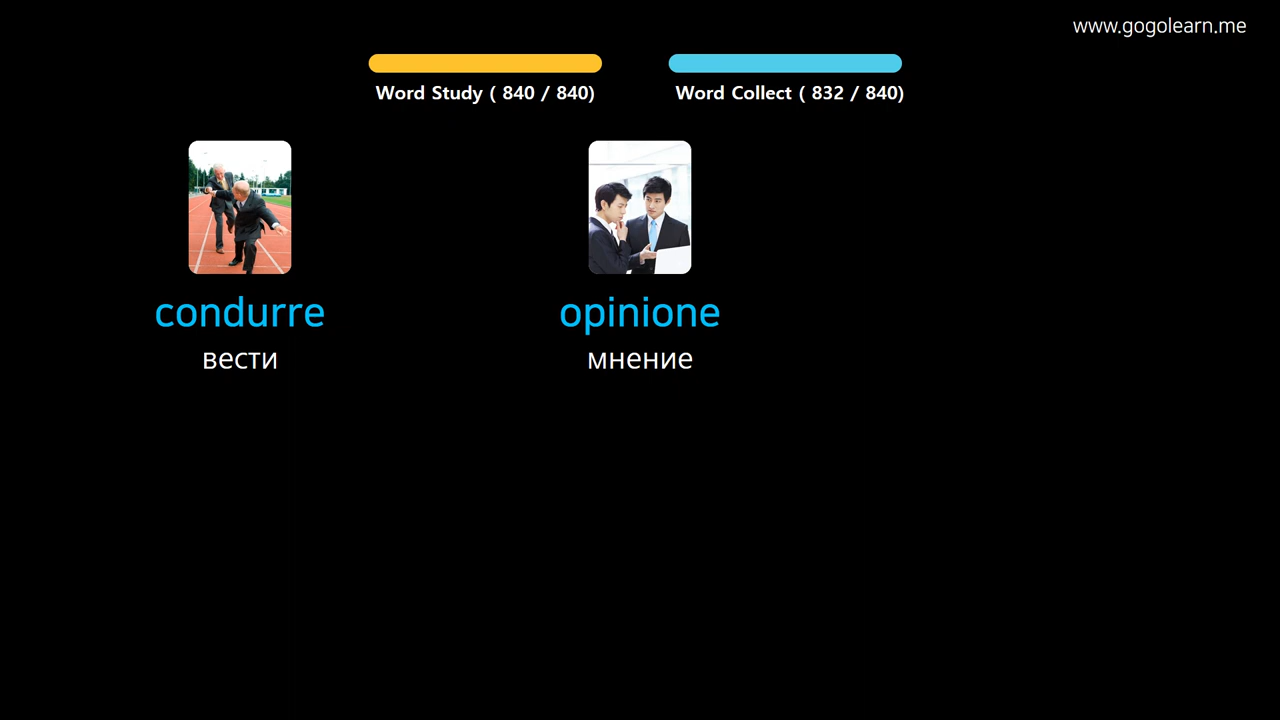 www.gogolearn.me
Word Study ( 840 / 840)
Word Collect ( 832 / 840)
condurre
вести
opinione
мнение